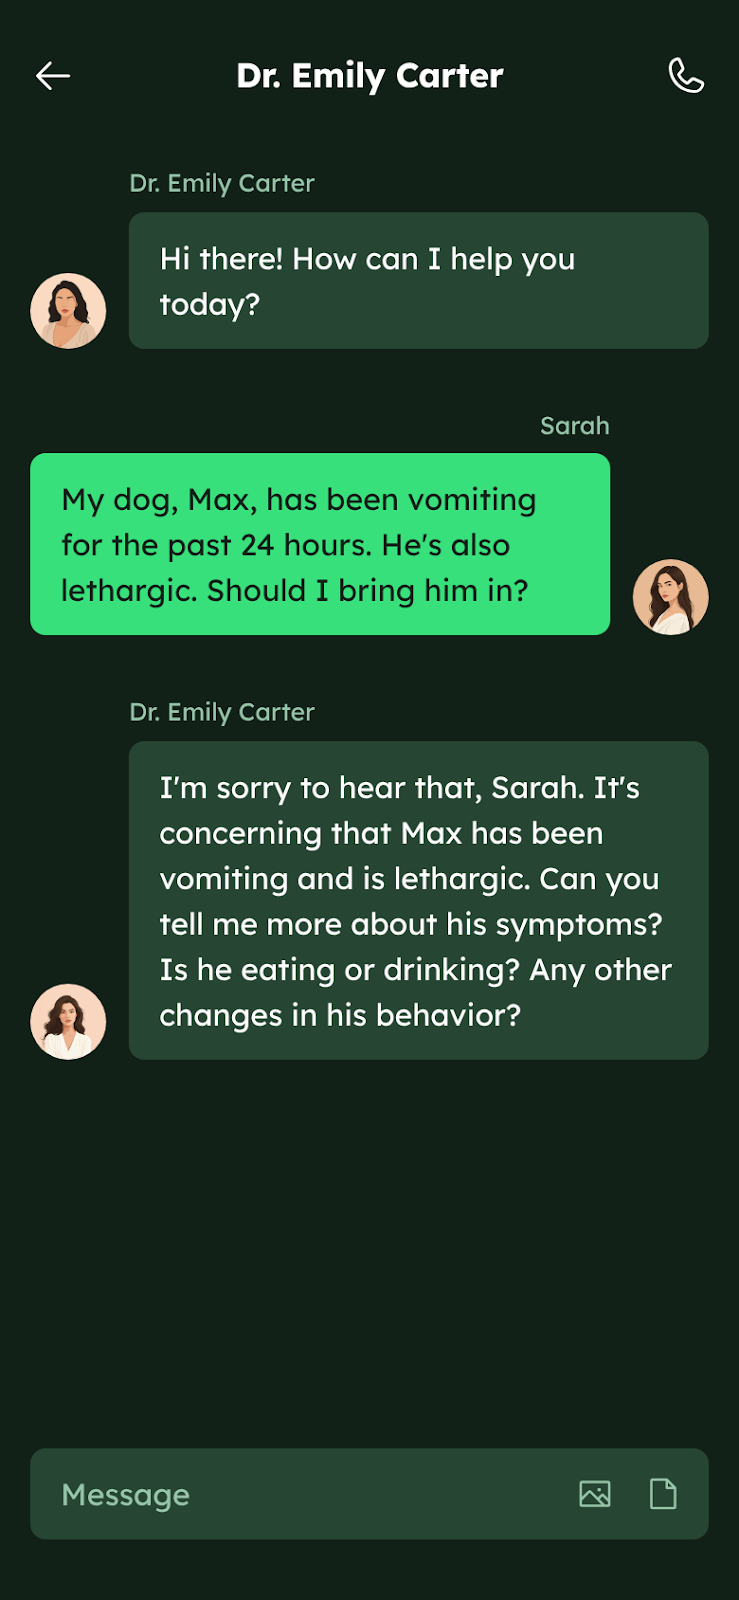 Dr. Emily Carter
Dr. Emily Carter
Hi there! How can I help you
today?
Sarah
My dog, Max, has been vomiting
for the past 24 hours. He's also
lethargic. Should I bring him in?
Dr. Emily Carter
I'm sorry to hear that, Sarah. It's
concerning that Max has been
vomiting and is lethargic. Can you
tell me more about his symptoms?
Is he eating or drinking? Any other
changes in his behavior?
Message